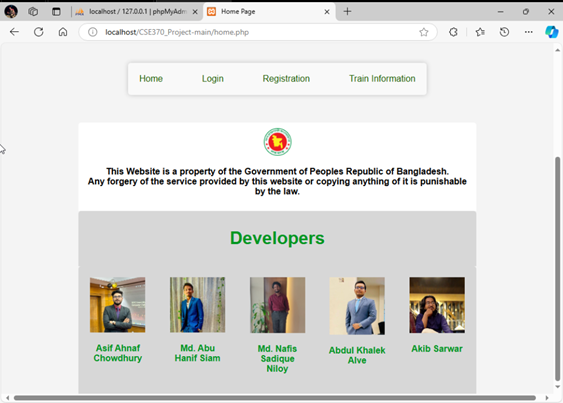 localhost / 127.0.0.1 | phpMyAdm
Home Page
localhost/CSE370_Project-main/home.php
Home Login Registration Train Information
This Website is a property of the Government of Peoples Republic of Bangladesh.
Any forgery of the service provided by this website or copying anything of it is punishable
by the law.
Developers
Asif Ahnaf
Chowdhury
Md. Abu
Hanif Siam
Md. Nafis
Sadique
Niloy
Abdul Khalek
Alve
Akib Sarwar